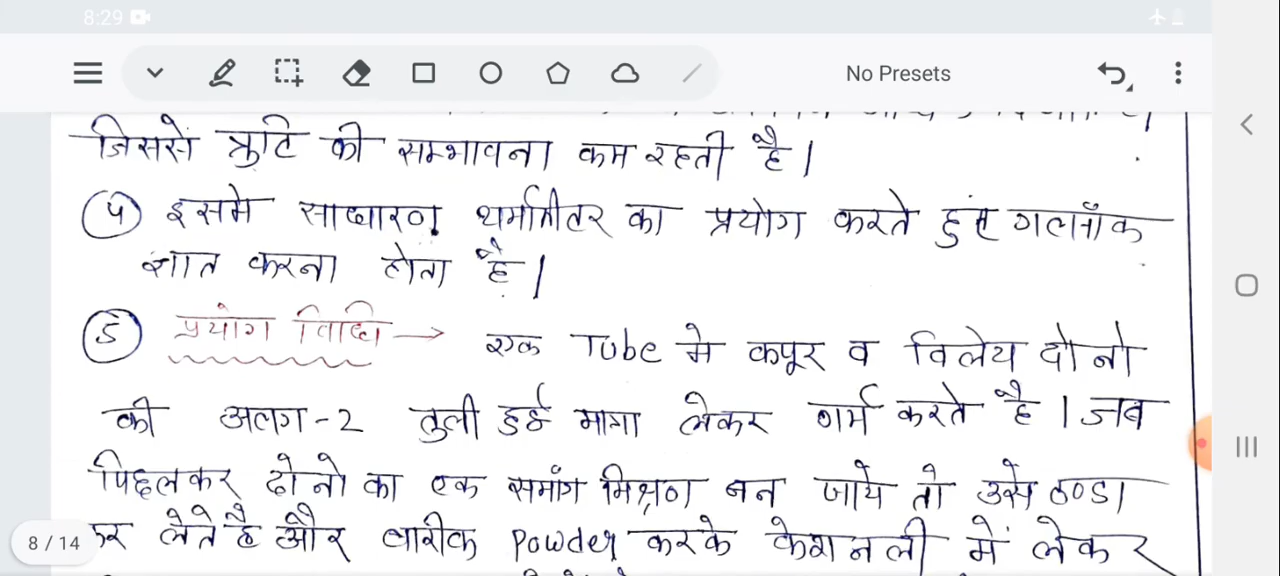 8:29
No Presets
जिससे त्रुटि की सम्भावना कम रहती है।
4 इसमे साधारण थर्मामीटर का प्रयोग करते हुए गलनाँक
ज्ञात करना होता है।
5 प्रयोग विधि → एक Tube मे कपूर व विलेय दोनो
की अलग-2 तुली हुई मात्रा लेकर गर्म करते है। जब
पिघलकर दोनो का एक समाँग मिश्रण बन जाये तो उसे ठण्डा
कर लेते है और बारीक Powder करके केशनली में लेकर
8 / 14